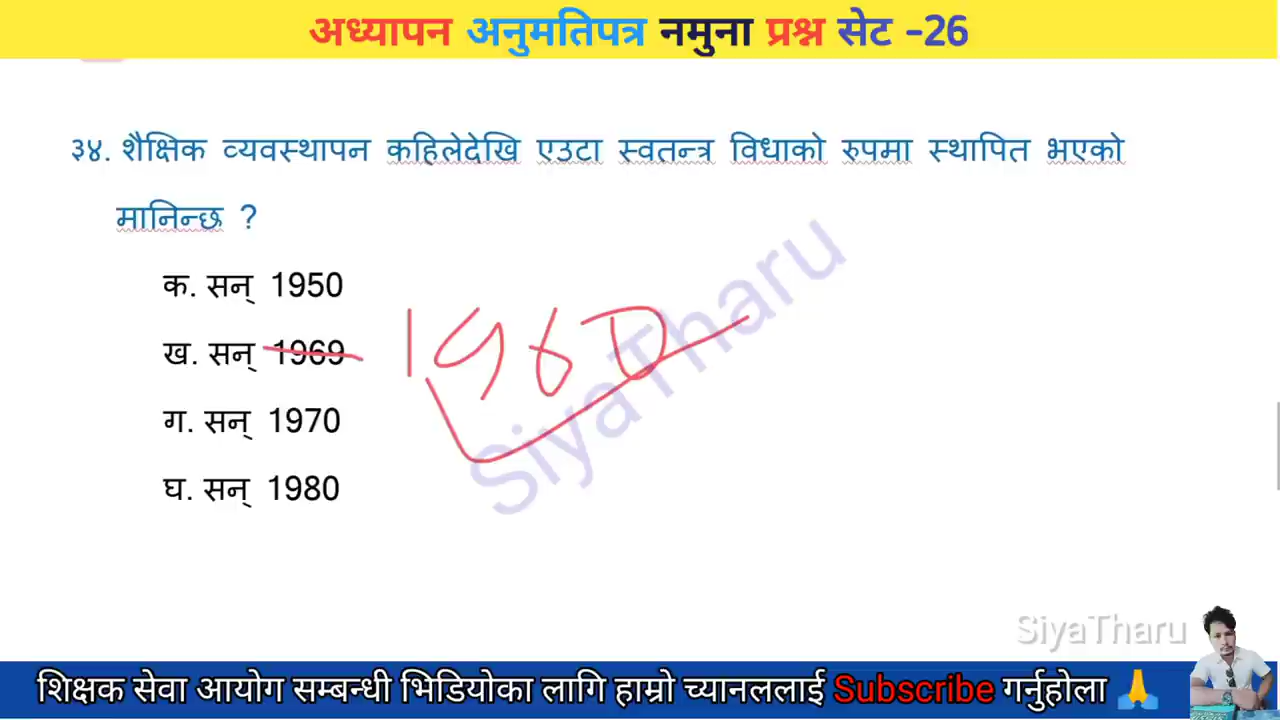 अध्यापन अनुमतिपत्र नमुना प्रश्न सेट -26
३४. शैक्षिक व्यवस्थापन कहिलेदेखि एउटा स्वतन्त्र विधाको रुपमा स्थापित भएको
मानिन्छ ?
क. सन् 1950
ख. सन् 1969
1960
ग. सन् 1970
घ. सन् 1980
SiyaTharu
SiyaTharu
शिक्षक सेवा आयोग सम्बन्धी भिडियोका लागि हाम्रो च्यानललाई Subscribe गर्नुहोला 🙏